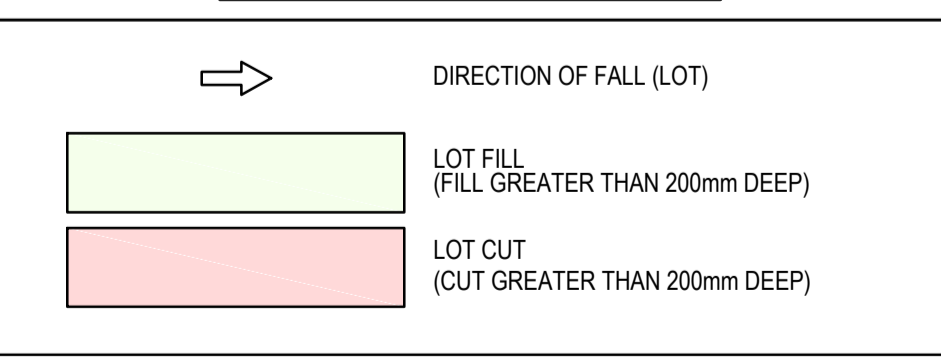 DIRECTION OF FALL (LOT)
LOT FILL
(FILL GREATER THAN 200mm DEEP)
LOT CUT
(CUT GREATER THAN 200mm DEEP)